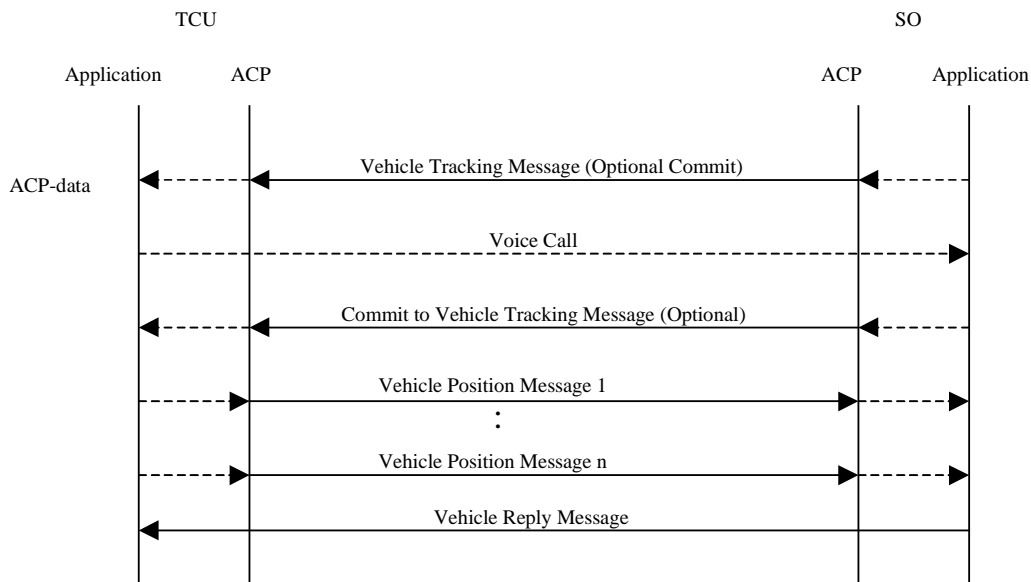 TCU
SO
Application
ACP
ACP
Application
Vehicle Tracking Message (Optional Commit)
ACP-data
Voice Call
Commit to Vehicle Tracking Message (Optional)
Vehicle Position Message 1
:
Vehicle Position Message n
Vehicle Reply Message